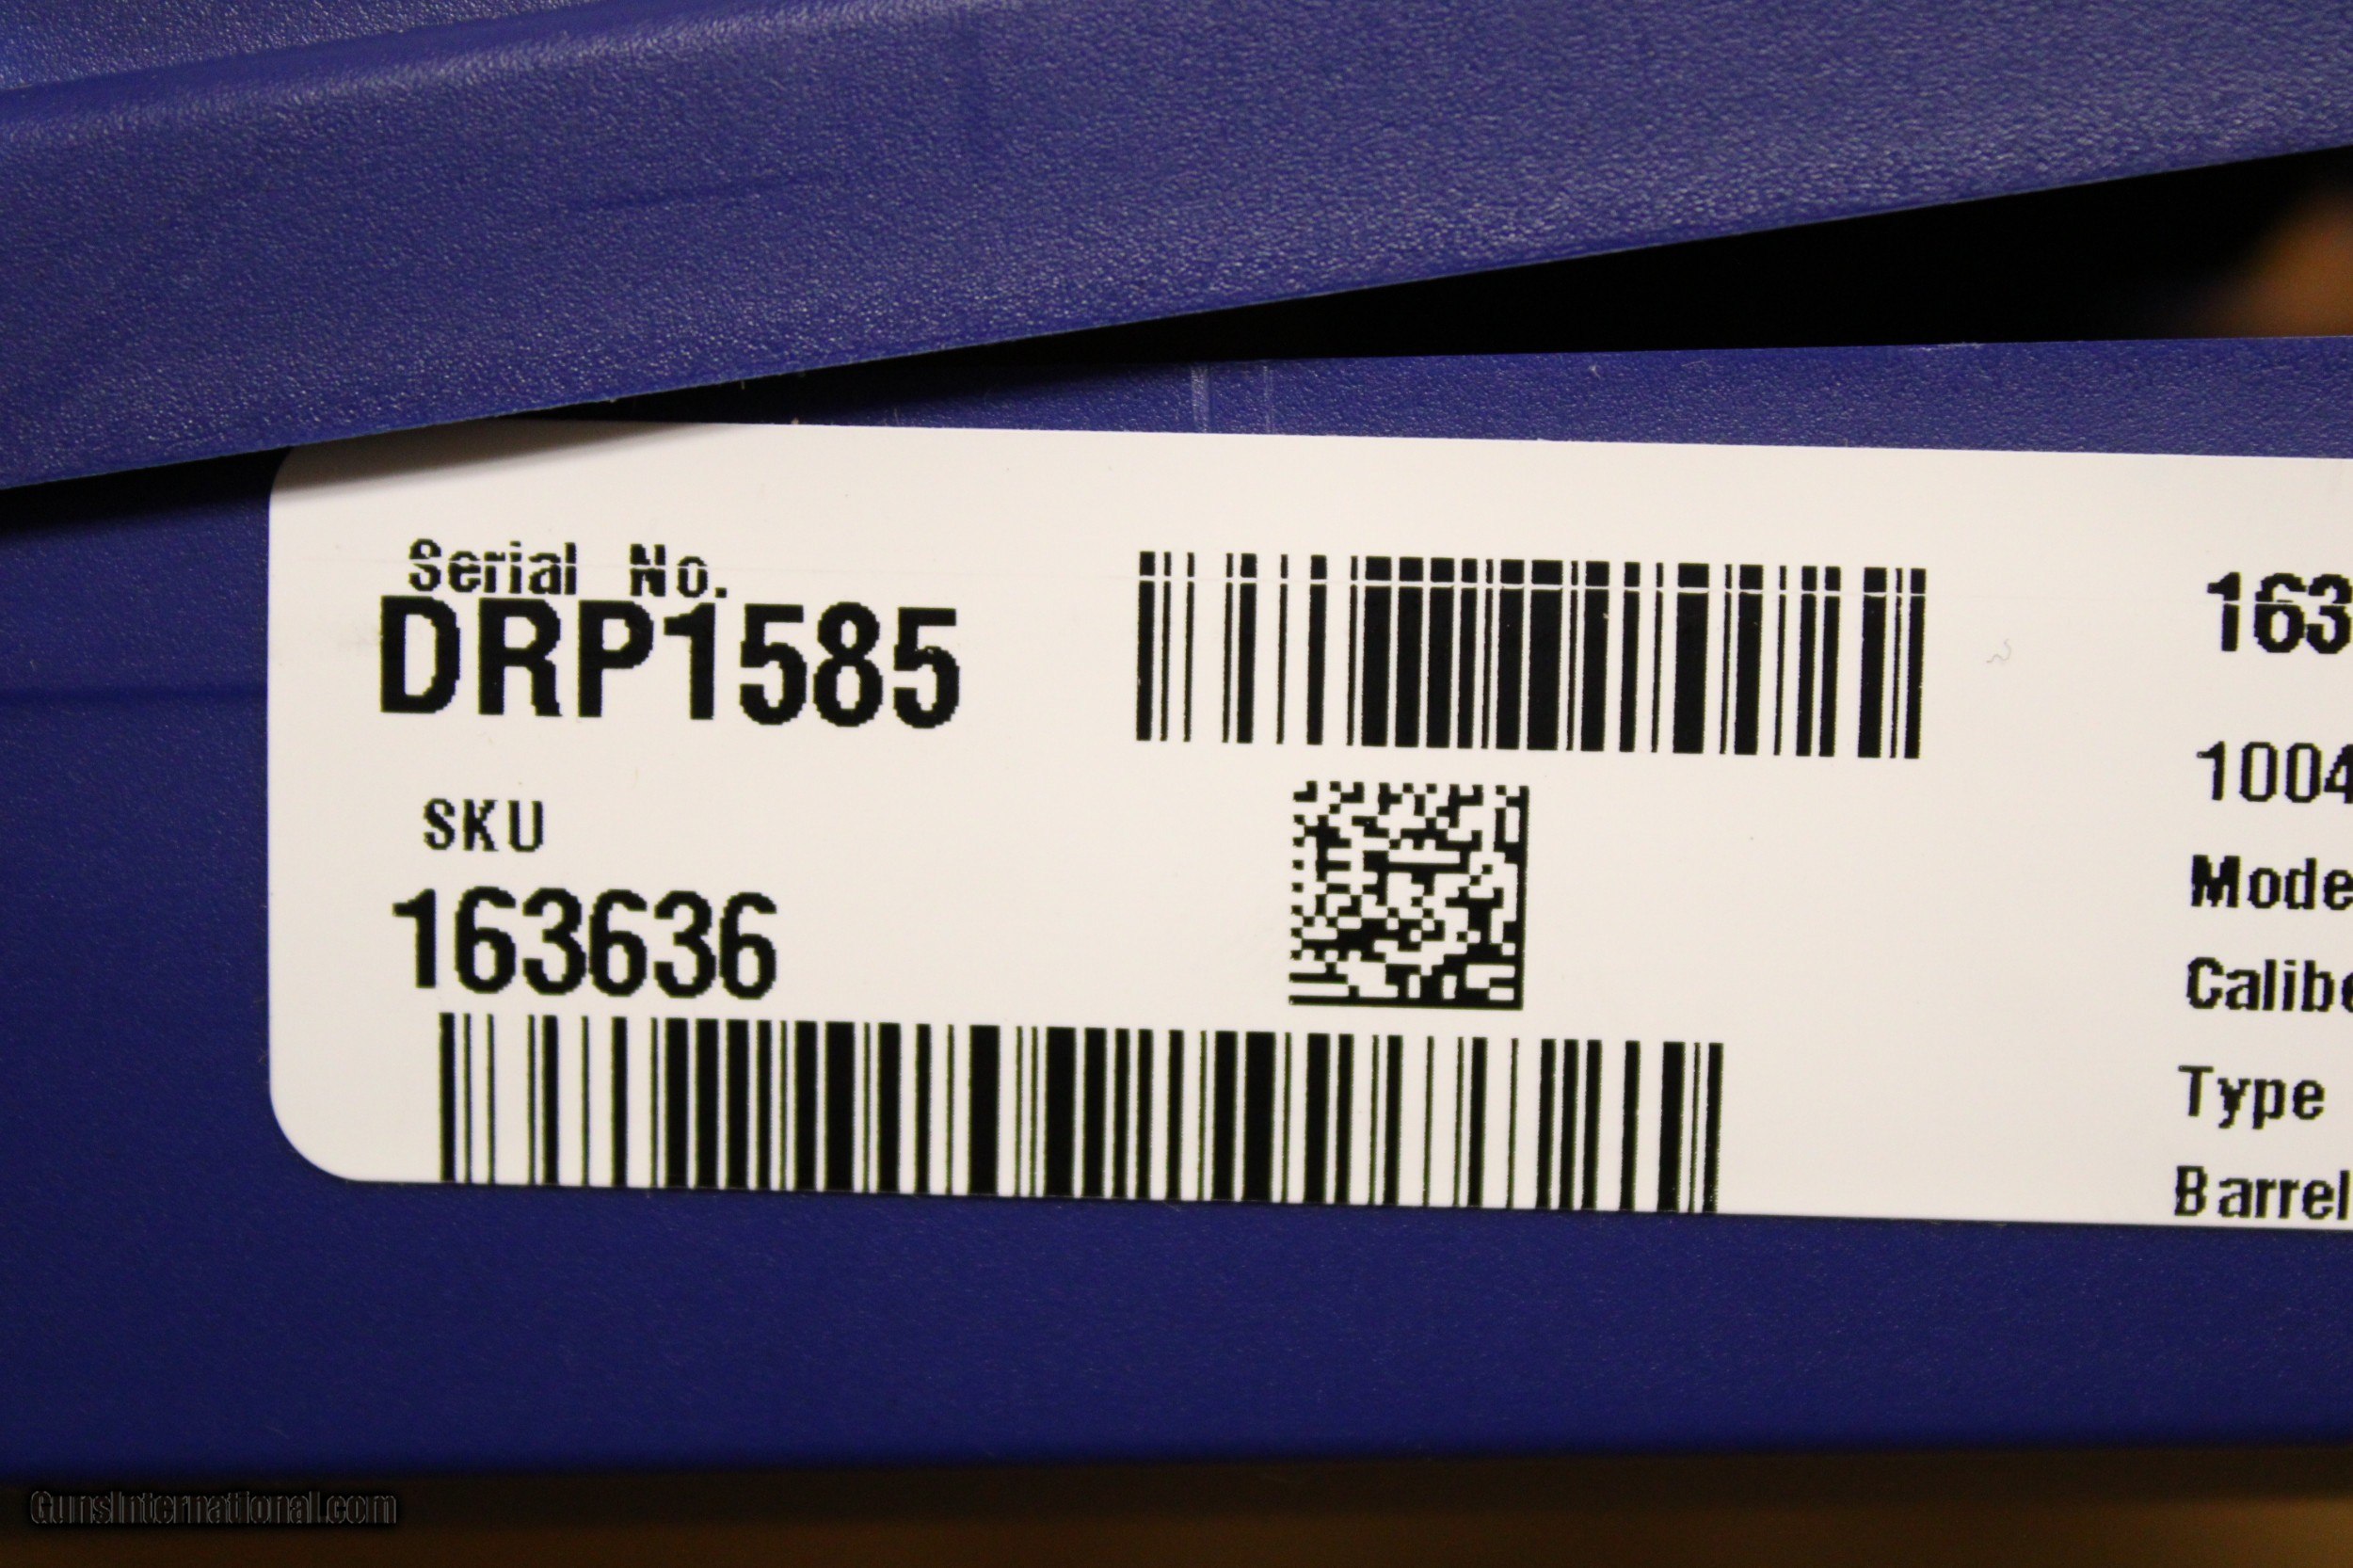 Serial No.
DRP1585
SKU
163636
163
1004
Mode
Calibe
Type
Barrel
GunsInternational.com